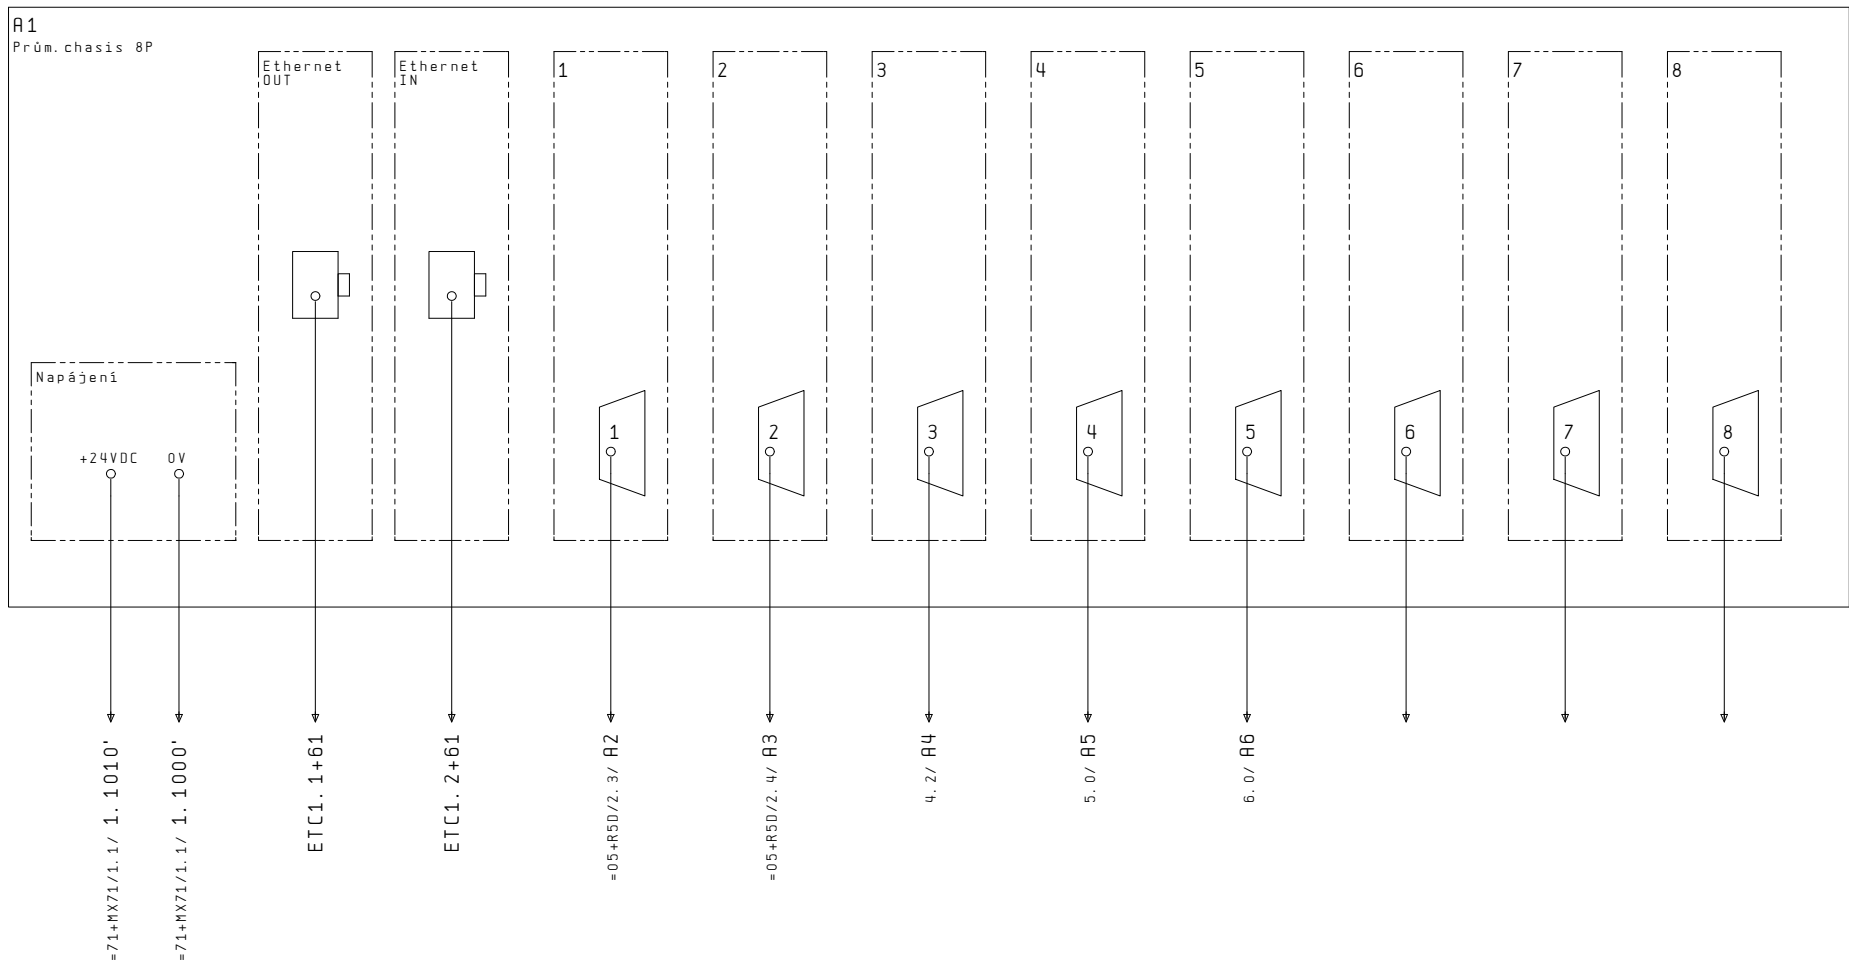 A1
Prům. chasis 8P
Ethernet
OUT
Ethernet
IN
1
2
3
4
5
6
7
8
Napájení
+24VDC
0V
1
2
3
4
5
6
7
8
=71+MX71/1.1/ 1.1010'
=71+MX71/1.1/ 1.1000'
ETC1.1+61
ETC1.2+61
=05+R5D/2.3/ A2
=05+R5D/2.4/ A3
4.2/ A4
5.0/ A5
6.0/ A6